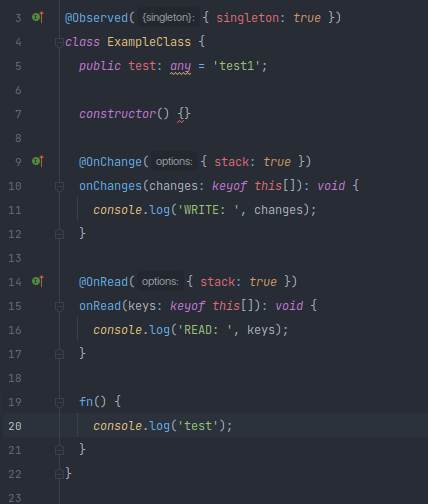 3 @Observed( {singleton}: { singleton: true })
4 class ExampleClass {
5 public test: any = 'test1';
6
7 constructor() {}
8
9 @OnChange( options: { stack: true })
10 onChanges(changes: keyof this[]): void {
11 console.log('WRITE: ', changes);
12 }
13
14 @OnRead( options: { stack: true })
15 onRead(keys: keyof this[]): void {
16 console.log('READ: ', keys);
17 }
18
19 fn() {
20 console.log('test');
21 }
22 }
23